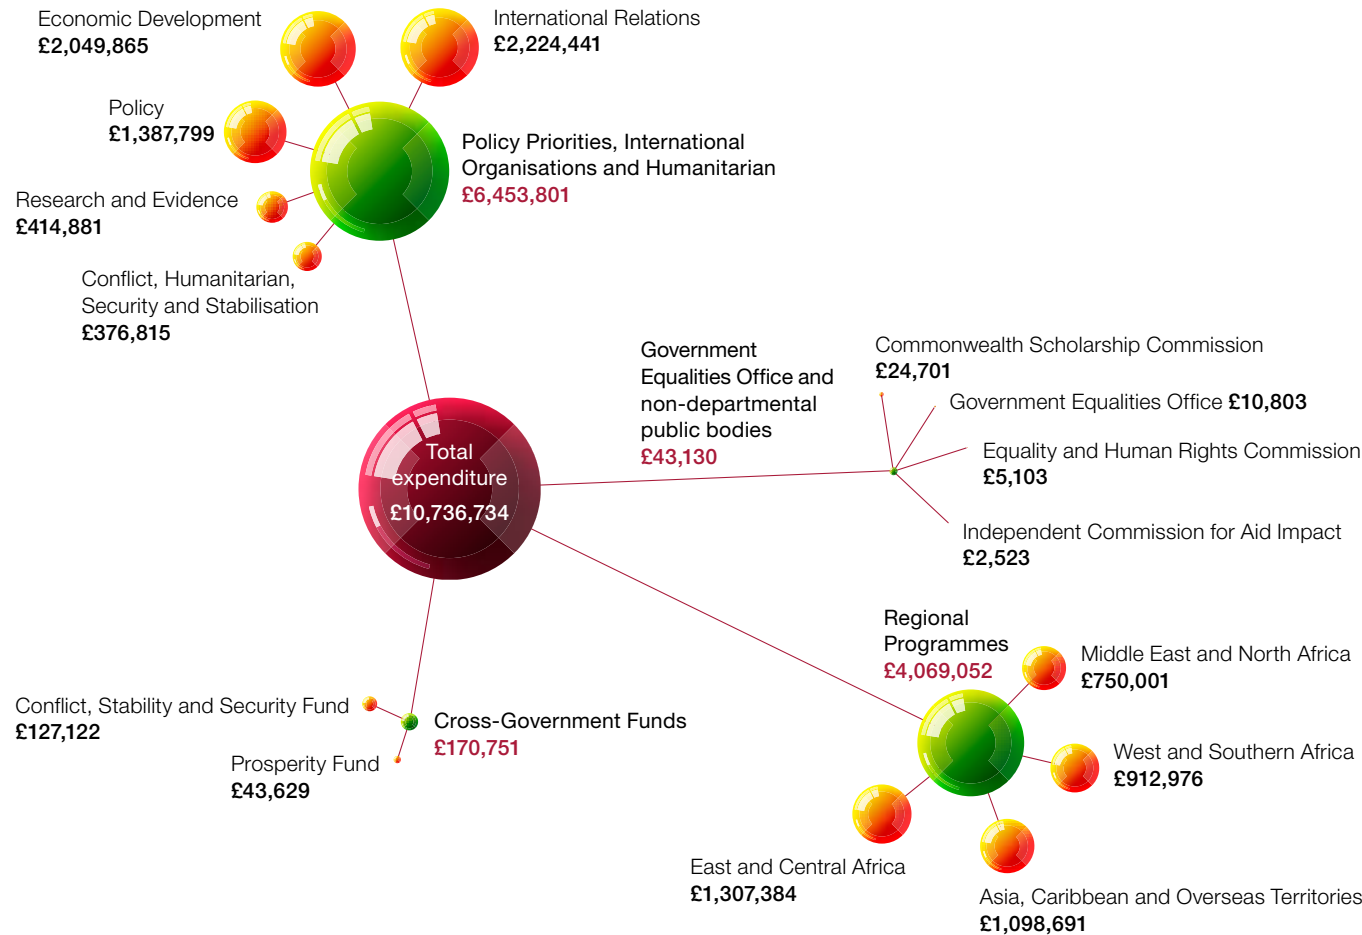 Economic Development
£2,049,865
International Relations
£2,224,441
Policy
£1,387,799
Policy Priorities, International
Organisations and Humanitarian
£6,453,801
Research and Evidence
£414,881
Conflict, Humanitarian,
Security and Stabilisation
£376,815
Government
Equalities Office and
non-departmental
public bodies
£43,130
Commonwealth Scholarship Commission
£24,701
Government Equalities Office £10,803
Equality and Human Rights Commission
£5,103
Independent Commission for Aid Impact
£2,523
Total
expenditure
£10,736,734
Regional
Programmes
£4,069,052
Middle East and North Africa
£750,001
West and Southern Africa
£912,976
Conflict, Stability and Security Fund
£127,122
Cross-Government Funds
£170,751
Prosperity Fund
£43,629
East and Central Africa
£1,307,384
Asia, Caribbean and Overseas Territories
£1,098,691